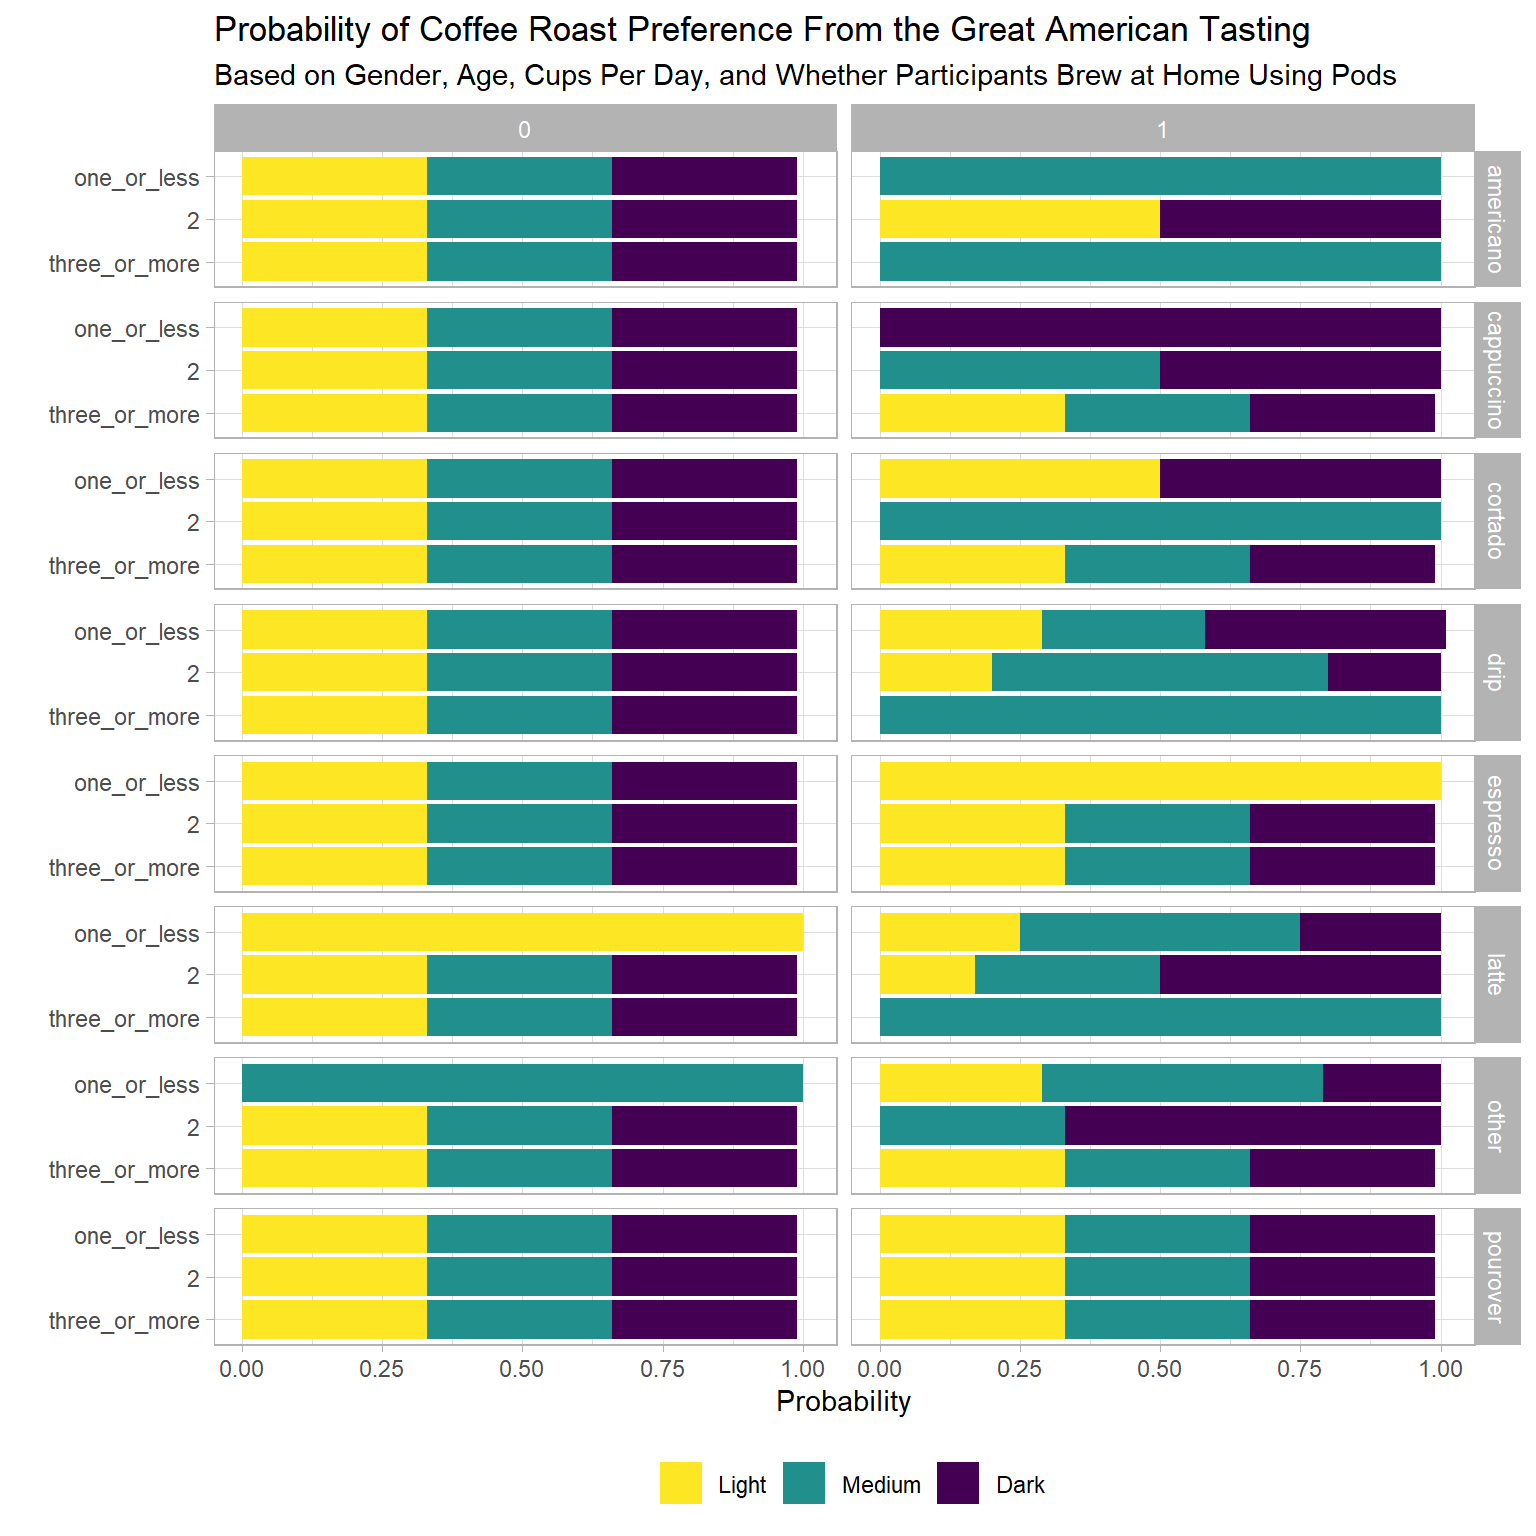 Probability of Coffee Roast Preference From the Great American Tasting
Based on Gender, Age, Cups Per Day, and Whether Participants Brew at Home Using Pods
0
1
one_or_less
2
three_or_more
americano
one_or_less
2
three_or_more
cappuccino
one_or_less
2
three_or_more
cortado
one_or_less
2
three_or_more
drip
one_or_less
2
three_or_more
espresso
one_or_less
2
three_or_more
latte
one_or_less
2
three_or_more
other
one_or_less
2
three_or_more
pourover
0.00 0.25 0.50 0.75 1.00
0.00 0.25 0.50 0.75 1.00
Probability
Light Medium Dark